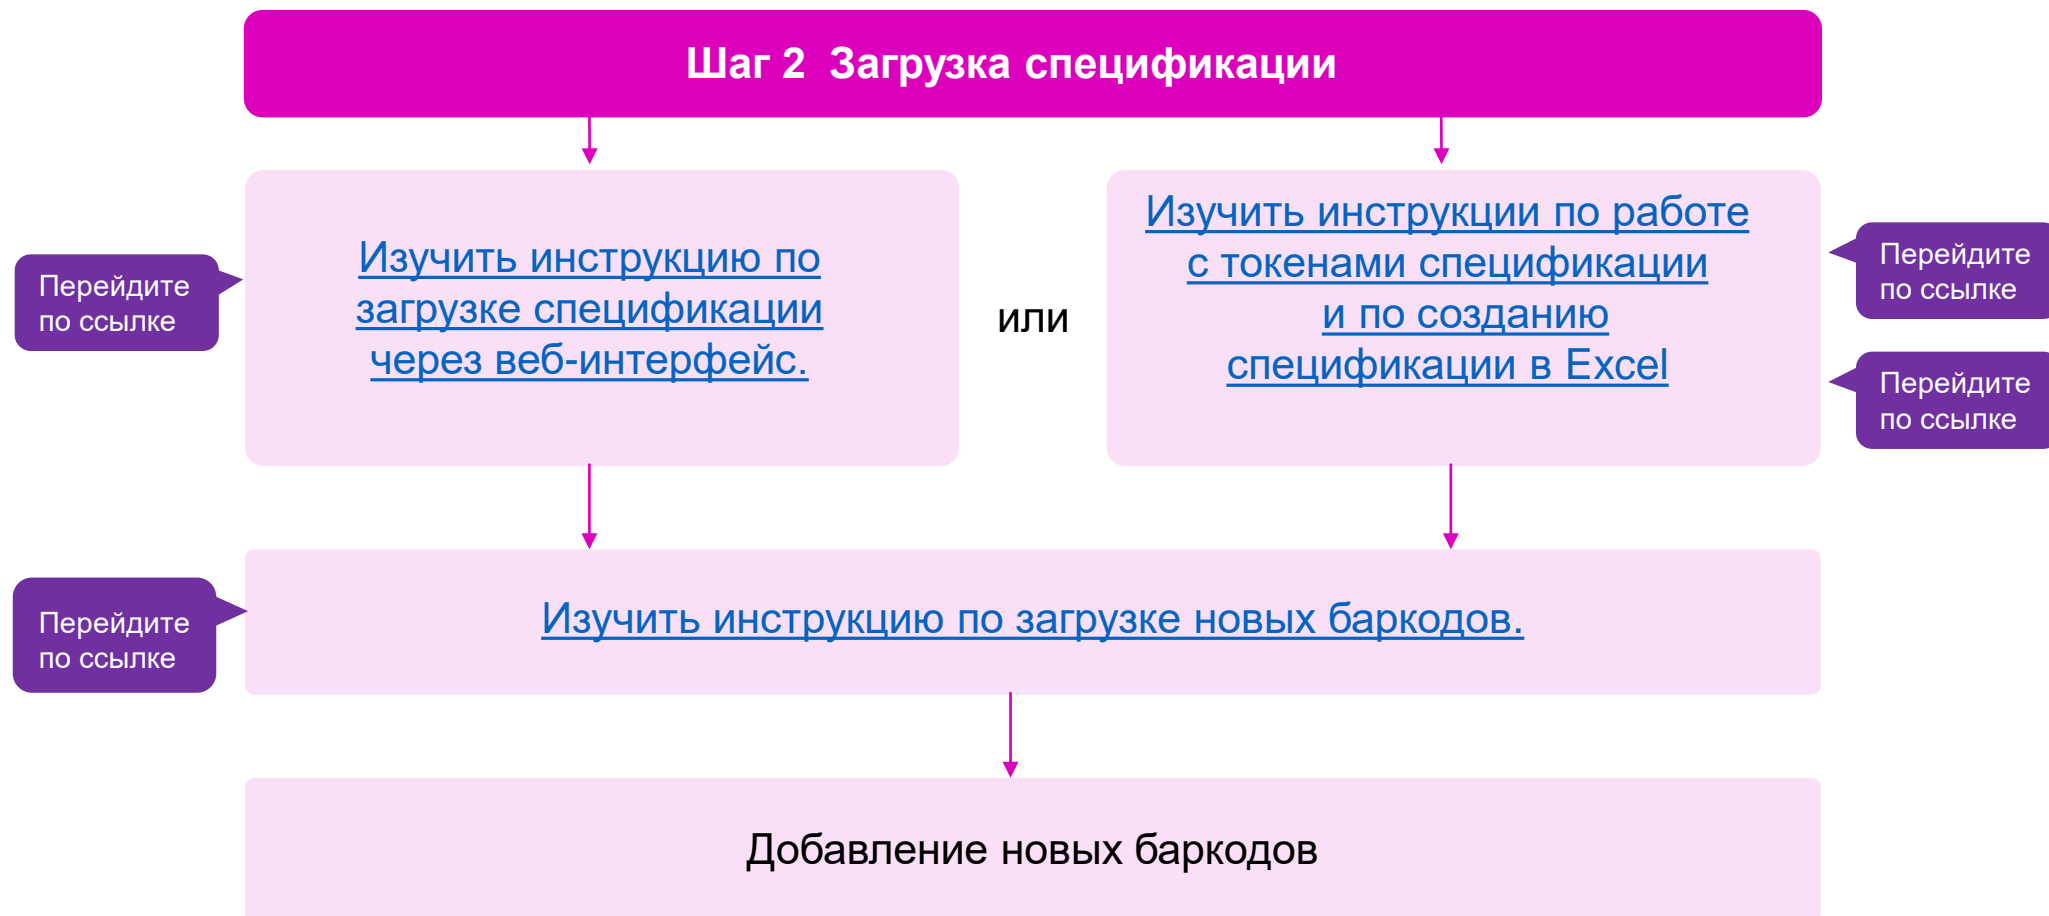 Шаг 2  Загрузка спецификации
Перейдите
по ссылке
Изучить инструкцию по
загрузке спецификации
через веб-интерфейс.
или
Изучить инструкции по работе
с токенами спецификации
и по созданию
спецификации в Excel
Перейдите
по ссылке
Перейдите
по ссылке
Перейдите
по ссылке
Изучить инструкцию по загрузке новых баркодов.
Добавление новых баркодов